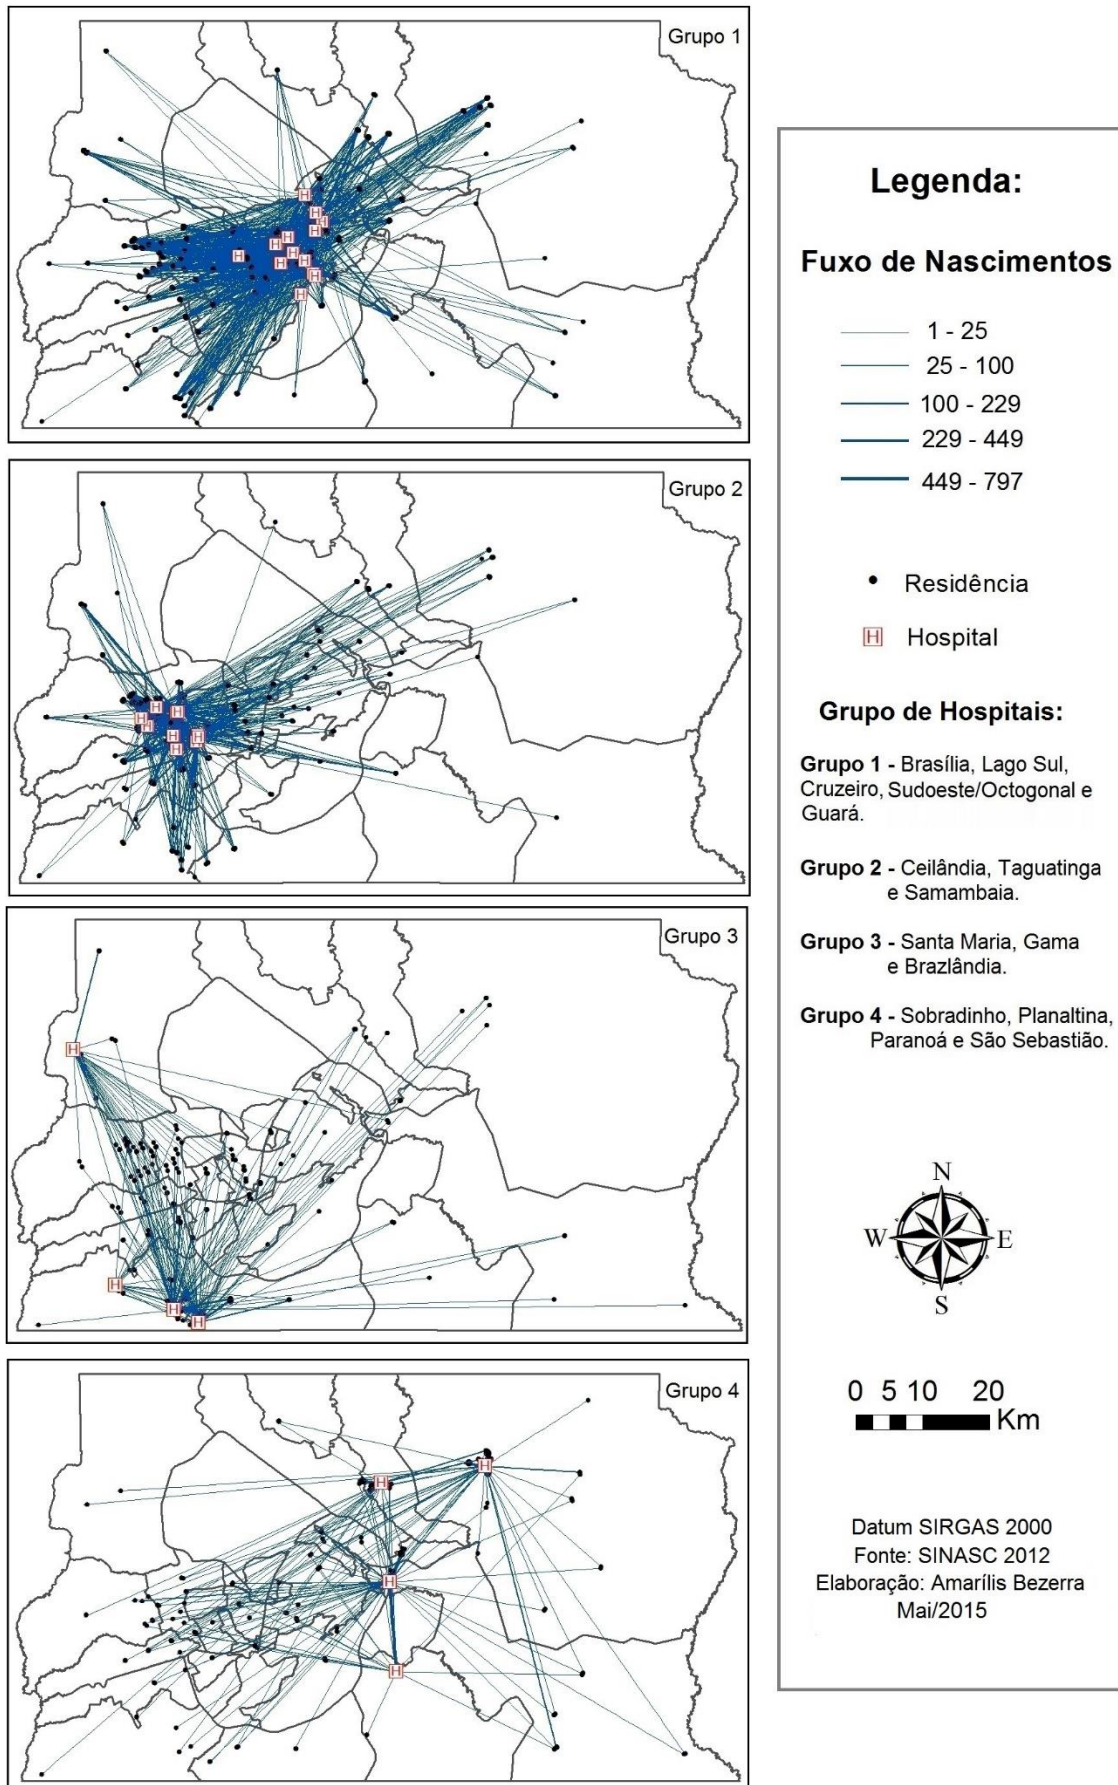 Grupo 1
H
H
H
H
H
H
H
H
H
H
H
H
H
H
Grupo 2
H
H
H
H
H
H
H
H
Grupo 3
H
H
H
H
Grupo 4
H
H
H
H
Legenda:
Fuxo de Nascimentos
1 - 25
25 - 100
100 - 229
229 - 449
449 - 797
Residência
H Hospital
Grupo de Hospitais:
Grupo 1 - Brasília, Lago Sul,
Cruzeiro, Sudoeste/Octogonal e
Guará.
Grupo 2 - Ceilândia, Taguatinga
e Samambaia.
Grupo 3 - Santa Maria, Gama
e Brazlândia.
Grupo 4 - Sobradinho, Planaltina,
Paranoá e São Sebastião.
N
W E
S
0 5 10 20
Km
Datum SIRGAS 2000
Fonte: SINASC 2012
Elaboração: Amarílis Bezerra
Mai/2015